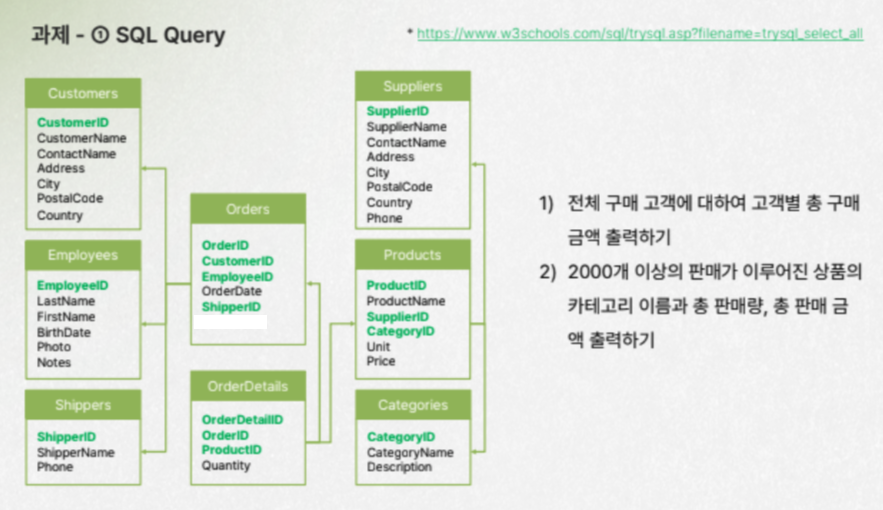 과제 - ① SQL Query
* https://www.w3schools.com/sql/trysql.asp?filename=trysql_select_all
Customers
CustomerID
CustomerName
ContactName
Address
City
PostalCode
Country
Employees
EmployeeID
LastName
FirstName
BirthDate
Photo
Notes
Shippers
ShipperID
ShipperName
Phone
Orders
OrderID
CustomerID
EmployeeID
OrderDate
ShipperID
OrderDetails
OrderDetailID
OrderID
ProductID
Quantity
Suppliers
SupplierID
SupplierName
ContactName
Address
City
PostalCode
Country
Phone
Products
ProductID
ProductName
SupplierID
CategoryID
Unit
Price
Categories
CategoryID
CategoryName
Description
1) 전체 구매 고객에 대하여 고객별 총 구매
금액 출력하기
2) 2000개 이상의 판매가 이루어진 상품의
카테고리 이름과 총 판매량, 총 판매 금
액 출력하기